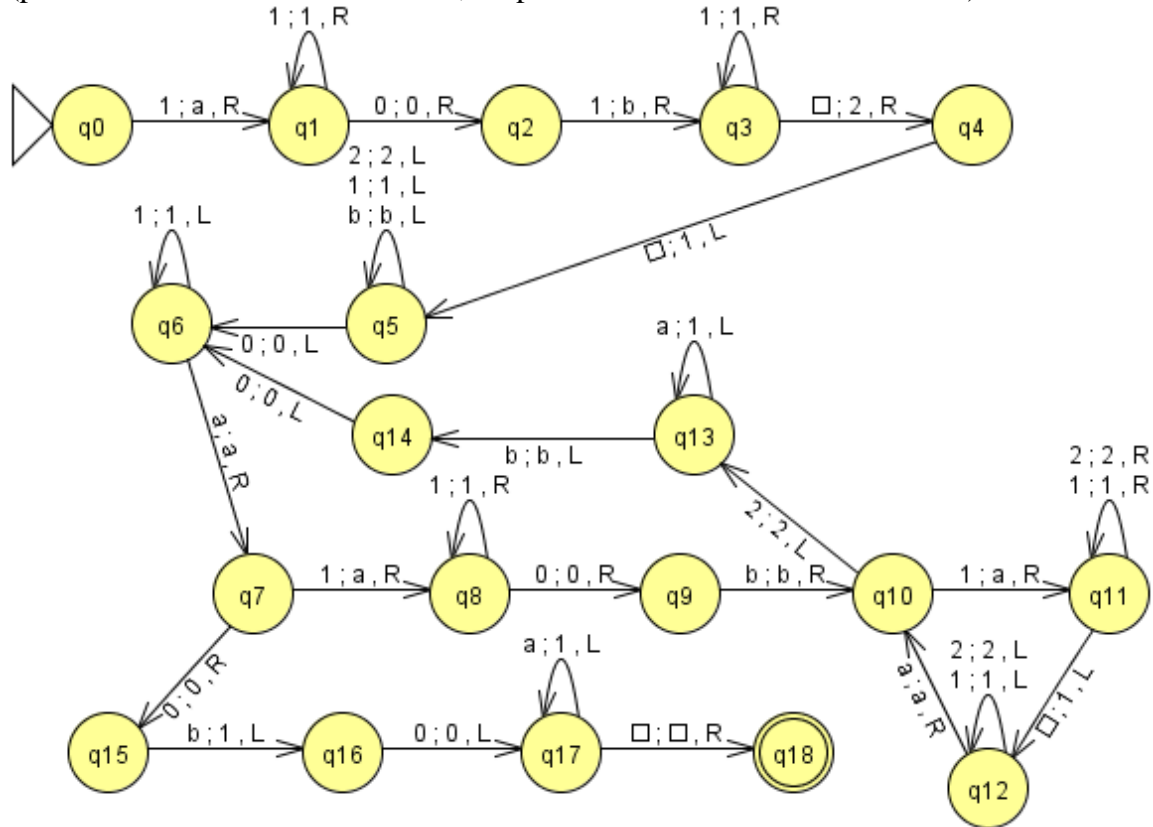 1 ; 1 , R
1 ; 1 , R
q0
1 ; a , R
q1
0 ; 0 , R
q2
1 ; b , R
q3
□ ; 2 , R
q4
2 ; 2 , L
1 ; 1 , L
b ; b , L
1 ; 1 , L
□ ; 1 , L
q6
0 ; 0 , L
q5
a ; 1 , L
0 ; 0 , L
q14
b ; b , L
q13
a ; a , R
1 ; 1 , R
2 ; 2 , L
2 ; 2 , R
1 ; 1 , R
q7
1 ; a , R
q8
0 ; 0 , R
q9
b ; b , R
q10
1 ; a , R
q11
0 ; 0 , R
a ; 1 , L
a ; a , R
2 ; 2 , L
1 ; 1 , L
□ ; 1 , L
q15
b ; 1 , L
q16
0 ; 0 , L
q17
□ ; □ , R
q18
q12